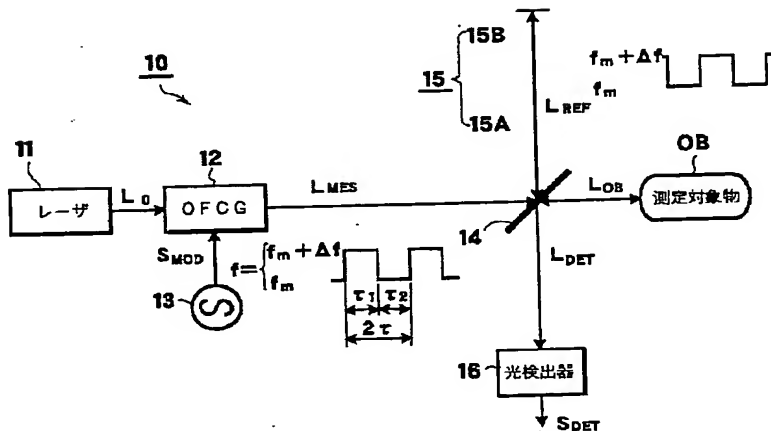 10
15
15B
15A
fm+Δf
fm
LREF
11
レーザ
L0
12
OFCG
LMES
14
LOB
OB
測定対象物
SMOD
13
f=
fm+Δf
fm
τ1
τ2
2τ
LDET
16
光検出器
SDET